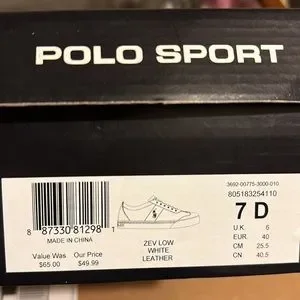 POLO SPORT
3692-00775-3000-010
805183254110
7 D
U.K 6
EUR. 40
CM 25.5
CN 40.5
8 87330 81298 1
MADE IN CHINA
Value Was Our Price
$65.00 $49.99
ZEV LOW
WHITE
LEATHER